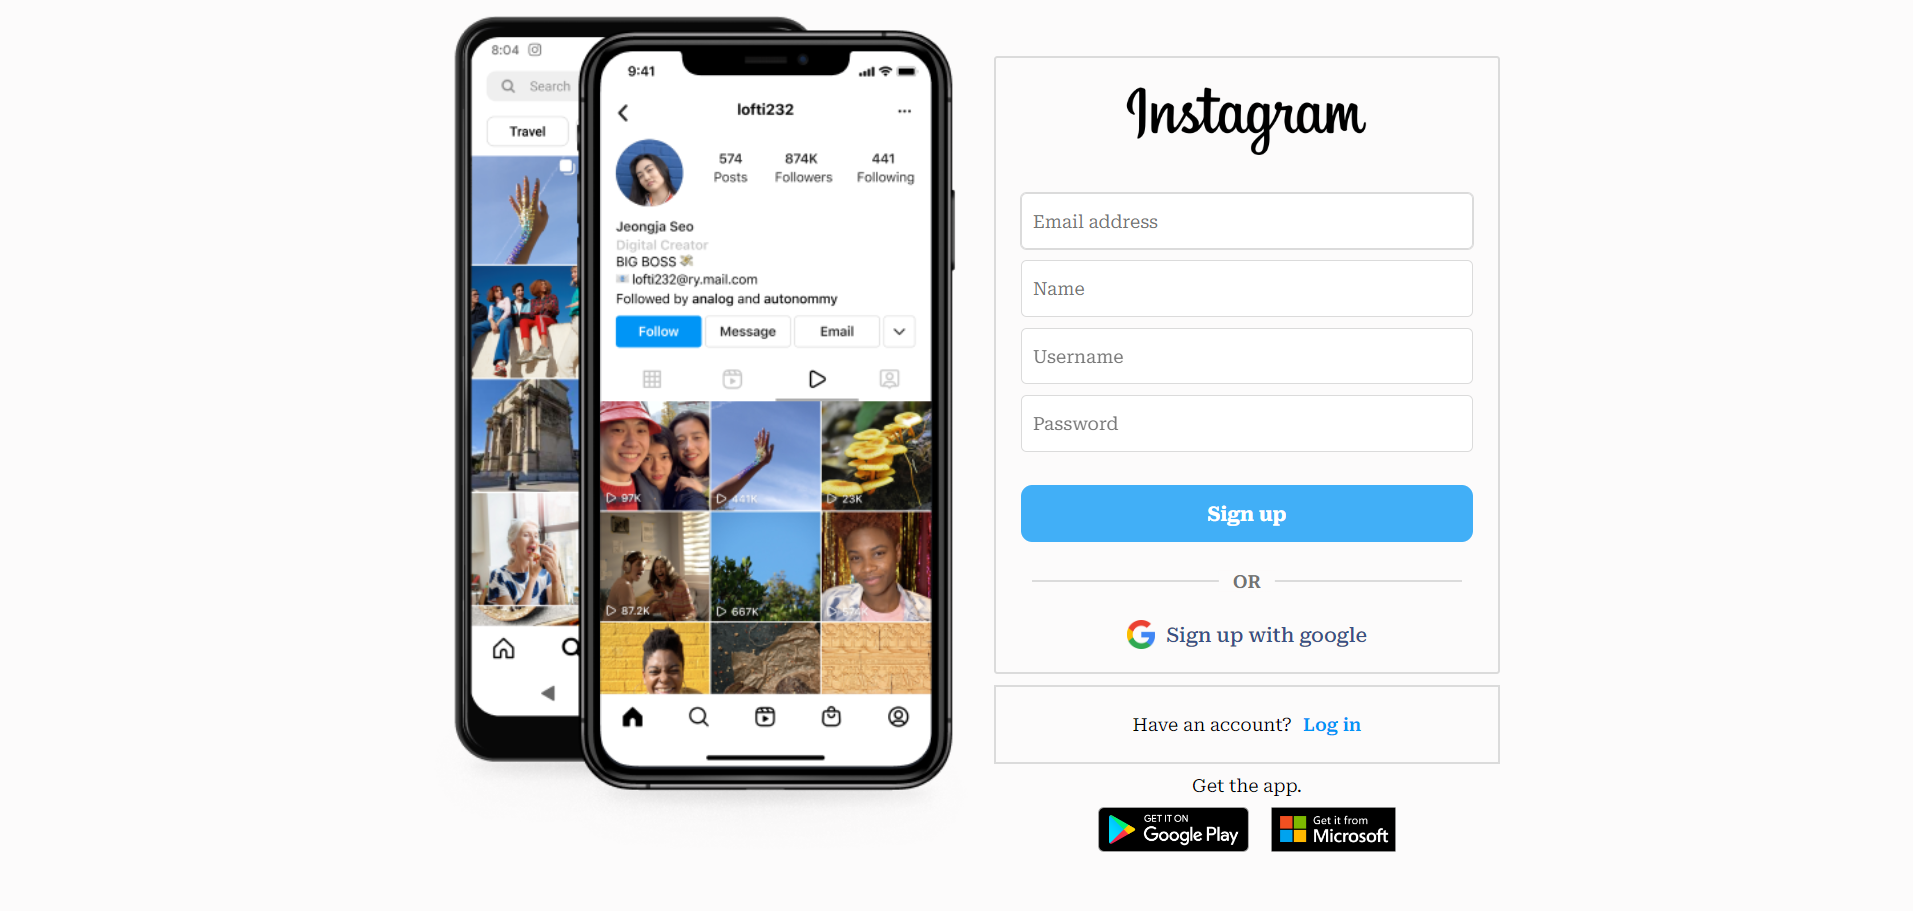 8:04
Search
Travel
9:41
lofti232
...
574 874K 441
Posts Followers Following
Jeongja Seo
Digital Creator
BIG BOSS 💸
📧 lofti232@ry.mail.com
Followed by analog and autonommy
Follow Message Email
97K 441K 23K
87.2K 667K
Instagram
Email address
Name
Username
Password
Sign up
OR
Sign up with google
Have an account? Log in
Get the app.
GET IT ON
Google Play
Get it from
Microsoft